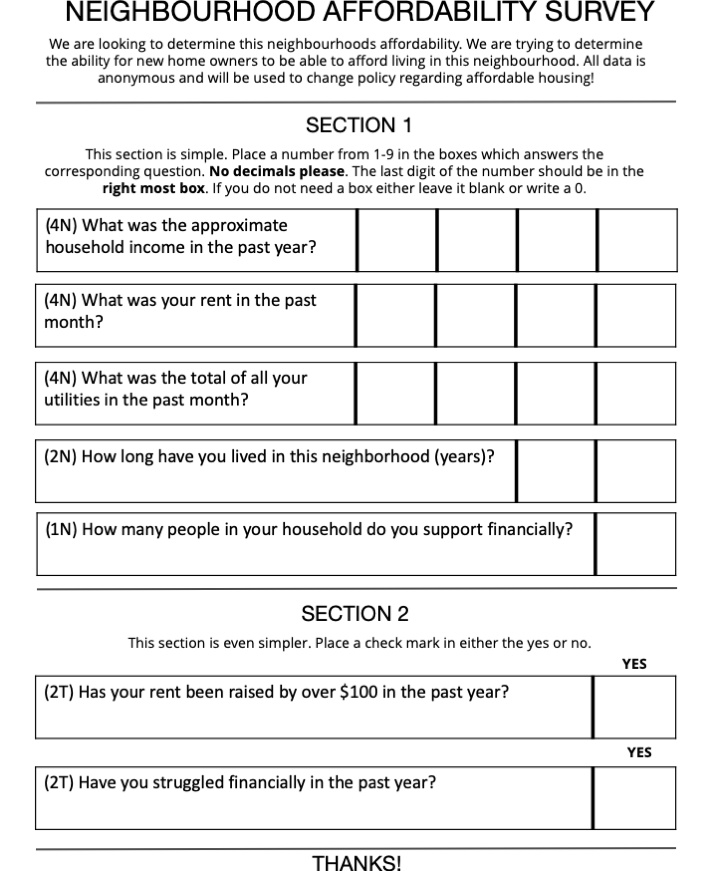 NEIGHBOURHOOD AFFORDABILITY SURVEY
We are looking to determine this neighbourhoods affordability. We are trying to determine
the ability for new home owners to be able to afford living in this neighbourhood. All data is
anonymous and will be used to change policy regarding affordable housing!
SECTION 1
This section is simple. Place a number from 1-9 in the boxes which answers the
corresponding question. No decimals please. The last digit of the number should be in the
right most box. If you do not need a box either leave it blank or write a 0.
(4N) What was the approximate
household income in the past year?
(4N) What was your rent in the past
month?
(4N) What was the total of all your
utilities in the past month?
(2N) How long have you lived in this neighborhood (years)?
(1N) How many people in your household do you support financially?
SECTION 2
This section is even simpler. Place a check mark in either the yes or no.
YES
(2T) Has your rent been raised by over $100 in the past year?
YES
(2T) Have you struggled financially in the past year?
THANKS!